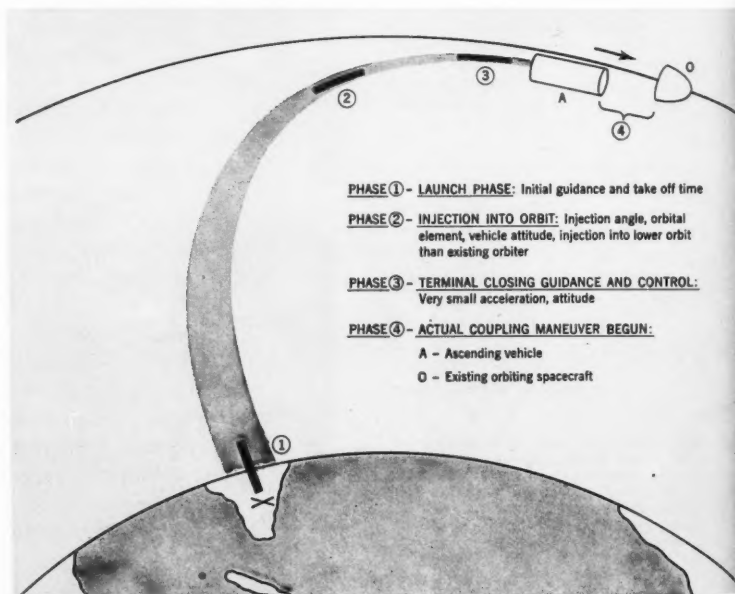 O
② ③ A
④
PHASE ① – LAUNCH PHASE: Initial guidance and take off time
PHASE ② – INJECTION INTO ORBIT: Injection angle, orbital
element, vehicle attitude, injection into lower orbit
than existing orbiter
PHASE ③ – TERMINAL CLOSING GUIDANCE AND CONTROL:
Very small acceleration, attitude
PHASE ④ – ACTUAL COUPLING MANEUVER BEGUN:
A – Ascending vehicle
O – Existing orbiting spacecraft
①